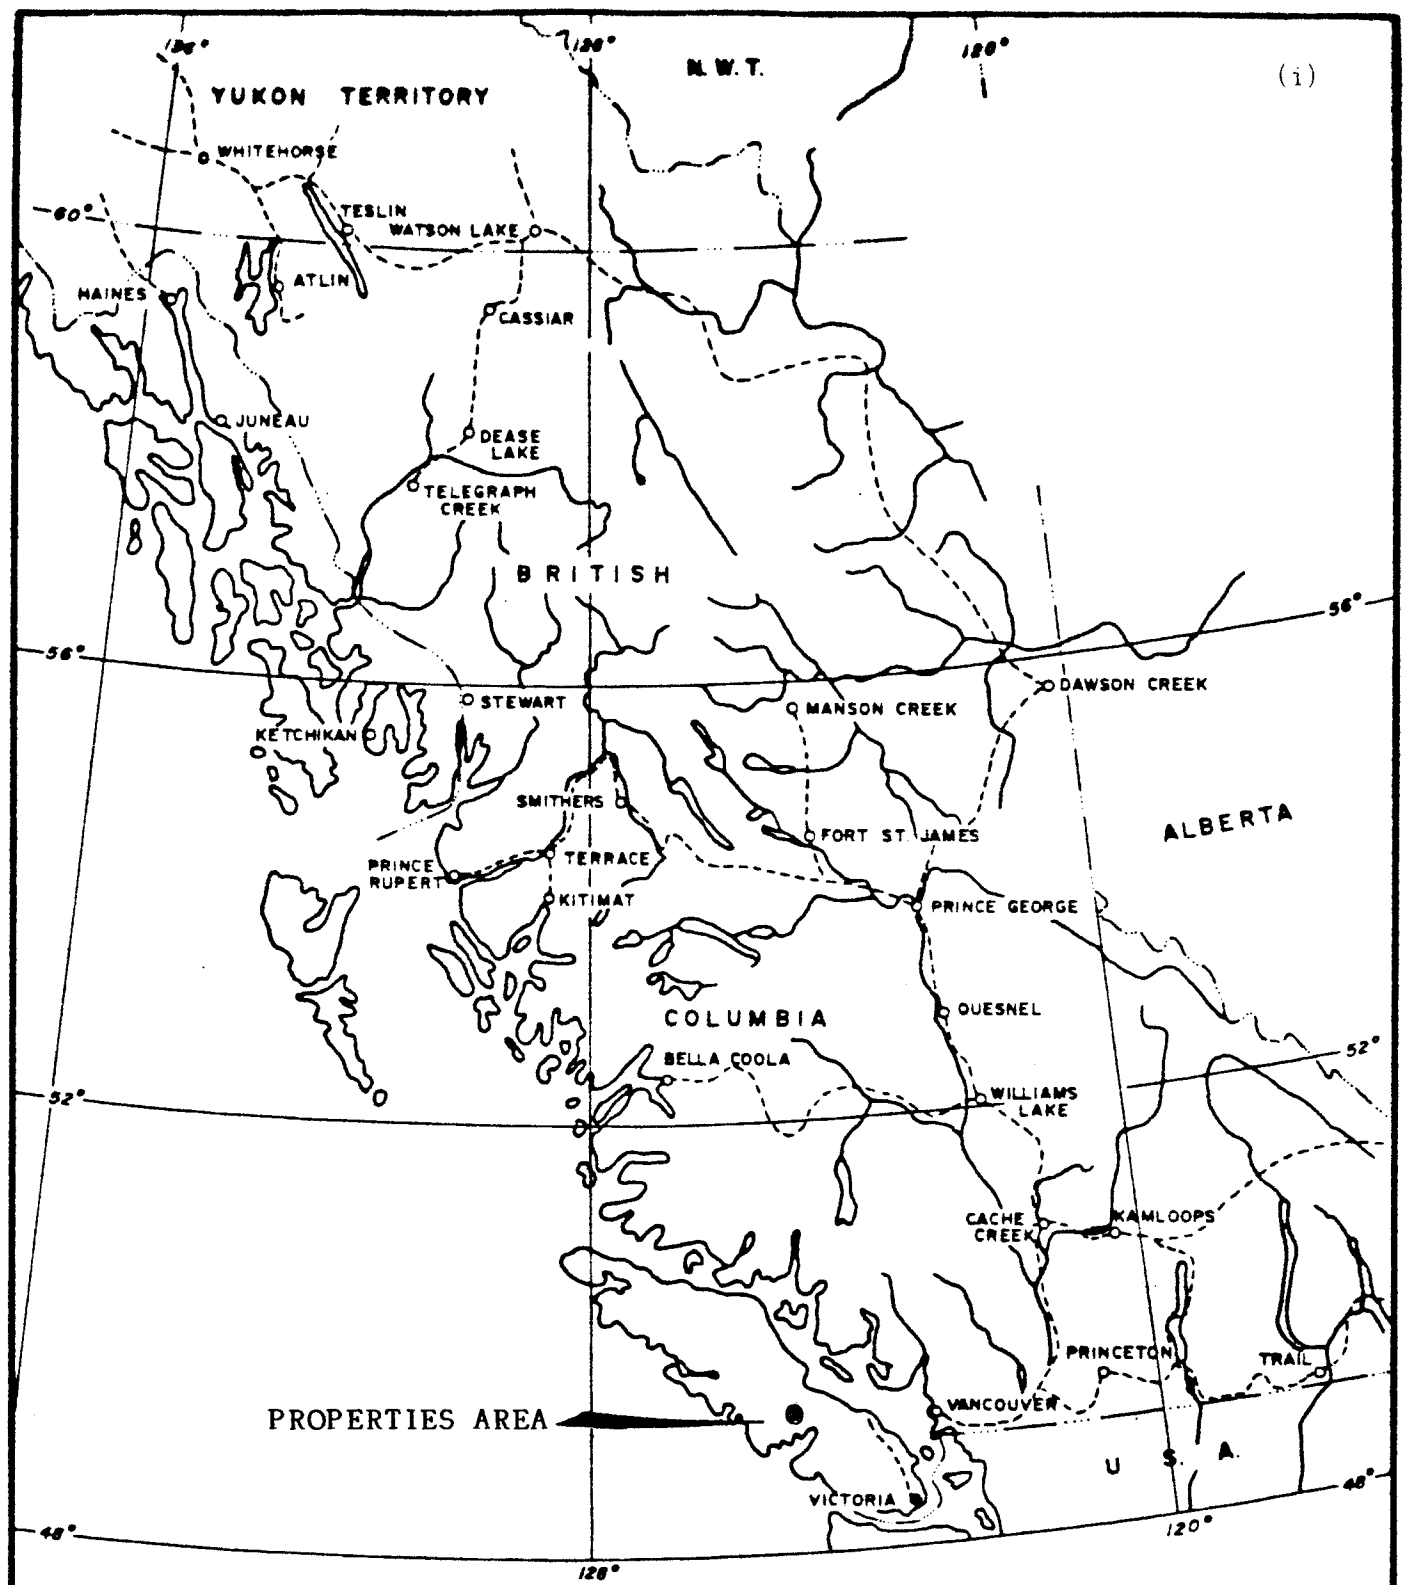 136°
128°
120°
N. W. T.
(i)
YUKON TERRITORY
WHITEHORSE
60°
TESLIN
WATSON LAKE
ATLIN
HAINES
CASSIAR
JUNEAU
DEASE
LAKE
TELEGRAPH
CREEK
BRITISH
56°
56°
DAWSON CREEK
STEWART
MANSON CREEK
KETCHIKAN
SMITHERS
FORT ST. JAMES
ALBERTA
TERRACE
PRINCE
RUPERT
KITIMAT
PRINCE GEORGE
QUESNEL
COLUMBIA
BELLA COOLA
52°
52°
WILLIAMS
LAKE
CACHE
CREEK
KAMLOOPS
PRINCETON
TRAIL
PROPERTIES AREA
VANCOUVER
U. S. A.
48°
VICTORIA
48°
120°
128°